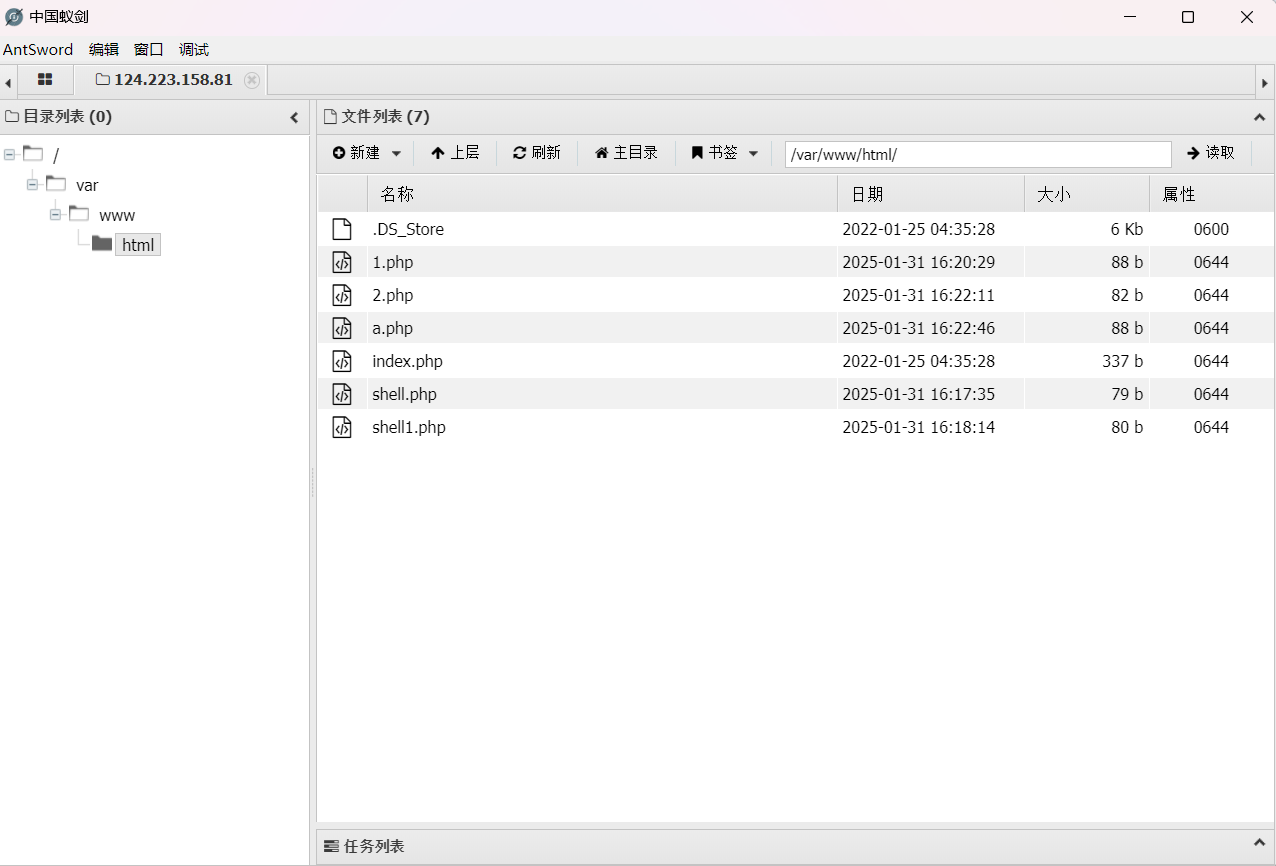 中国蚁剑
AntSword 编辑 窗口 调试
124.223.158.81
目录列表 (0)
文件列表 (7)
新建 上层 刷新 主目录 书签 /var/www/html/ 读取
/
var
www
html
名称 日期 大小 属性
.DS_Store 2022-01-25 04:35:28 6 Kb 0600
1.php 2025-01-31 16:20:29 88 b 0644
2.php 2025-01-31 16:22:11 82 b 0644
a.php 2025-01-31 16:22:46 88 b 0644
index.php 2022-01-25 04:35:28 337 b 0644
shell.php 2025-01-31 16:17:35 79 b 0644
shell1.php 2025-01-31 16:18:14 80 b 0644
任务列表